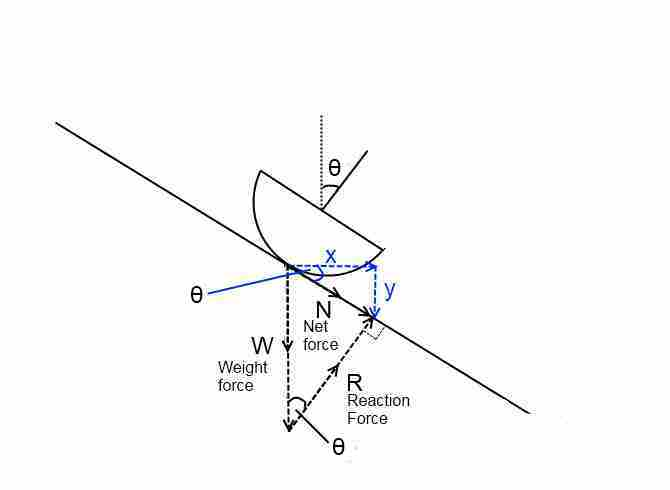 θ
x
θ
y
N
Net
force
W
Weight
force
R
Reaction
Force
θ